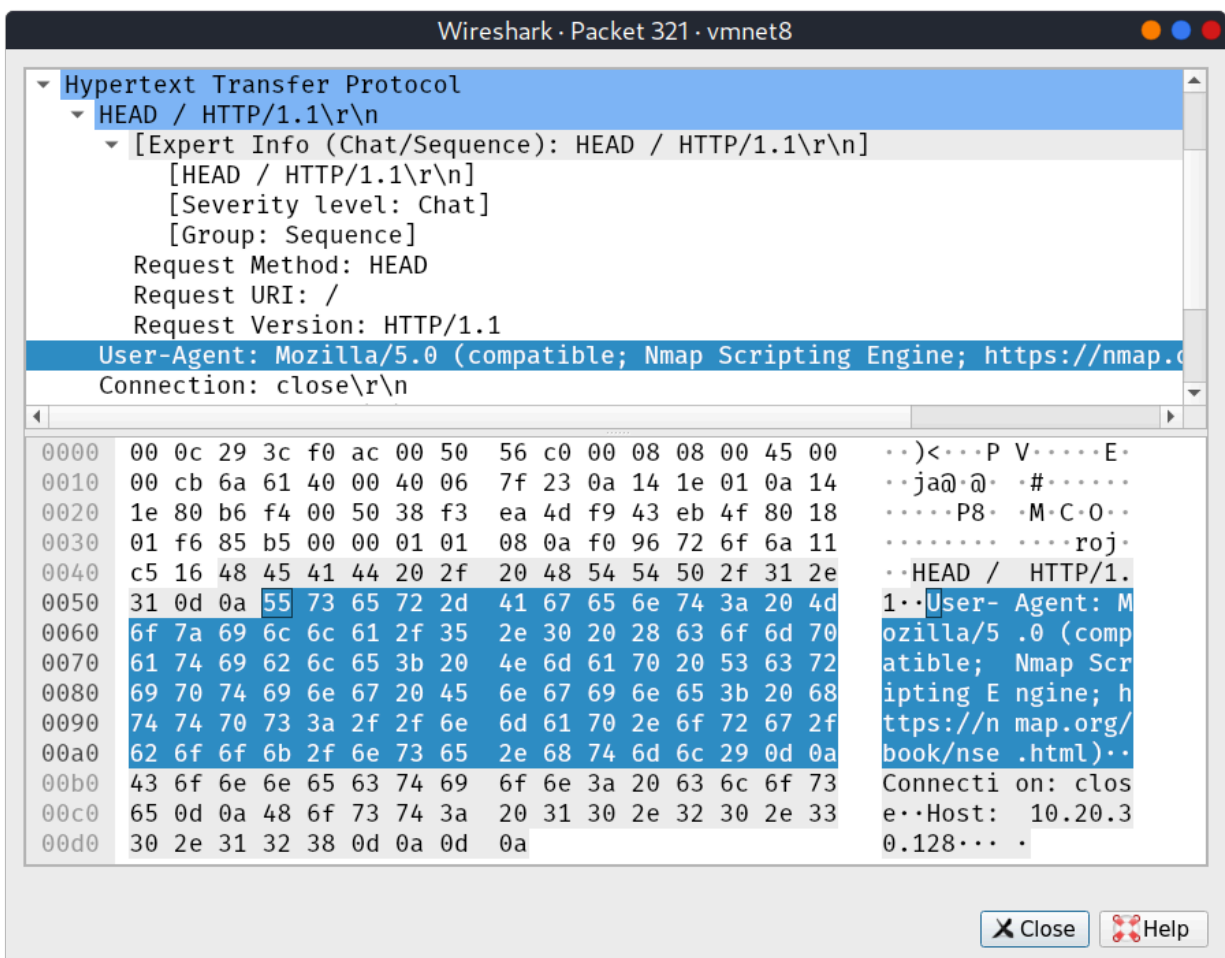 Wireshark · Packet 321 · vmnet8
Hypertext Transfer Protocol
HEAD / HTTP/1.1\r\n
[Expert Info (Chat/Sequence): HEAD / HTTP/1.1\r\n]
[HEAD / HTTP/1.1\r\n]
[Severity level: Chat]
[Group: Sequence]
Request Method: HEAD
Request URI: /
Request Version: HTTP/1.1
User-Agent: Mozilla/5.0 (compatible; Nmap Scripting Engine; https://nmap.o
Connection: close\r\n
0000 00 0c 29 3c f0 ac 00 50 56 c0 00 08 08 00 45 00 ··)<···P V·····E·
0010 00 cb 6a 61 40 00 40 06 7f 23 0a 14 1e 01 0a 14 ··ja@·@· ·#······
0020 1e 80 b6 f4 00 50 38 f3 ea 4d f9 43 eb 4f 80 18 ·····P8· ·M·C·O··
0030 01 f6 85 b5 00 00 01 01 08 0a f0 96 72 6f 6a 11 ········ ····roj·
0040 c5 16 48 45 41 44 20 2f 20 48 54 54 50 2f 31 2e ··HEAD / HTTP/1.
0050 31 0d 0a 55 73 65 72 2d 41 67 65 6e 74 3a 20 4d 1··User- Agent: M
0060 6f 7a 69 6c 6c 61 2f 35 2e 30 20 28 63 6f 6d 70 ozilla/5 .0 (comp
0070 61 74 69 62 6c 65 3b 20 4e 6d 61 70 20 53 63 72 atible; Nmap Scr
0080 69 70 74 69 6e 67 20 45 6e 67 69 6e 65 3b 20 68 ipting E ngine; h
0090 74 74 70 73 3a 2f 2f 6e 6d 61 70 2e 6f 72 67 2f ttps://n map.org/
00a0 62 6f 6f 6b 2f 6e 73 65 2e 68 74 6d 6c 29 0d 0a book/nse .html)··
00b0 43 6f 6e 6e 65 63 74 69 6f 6e 3a 20 63 6c 6f 73 Connecti on: clos
00c0 65 0d 0a 48 6f 73 74 3a 20 31 30 2e 32 30 2e 33 e··Host: 10.20.3
00d0 30 2e 31 32 38 0d 0a 0d 0a 0.128··· ·
Close Help